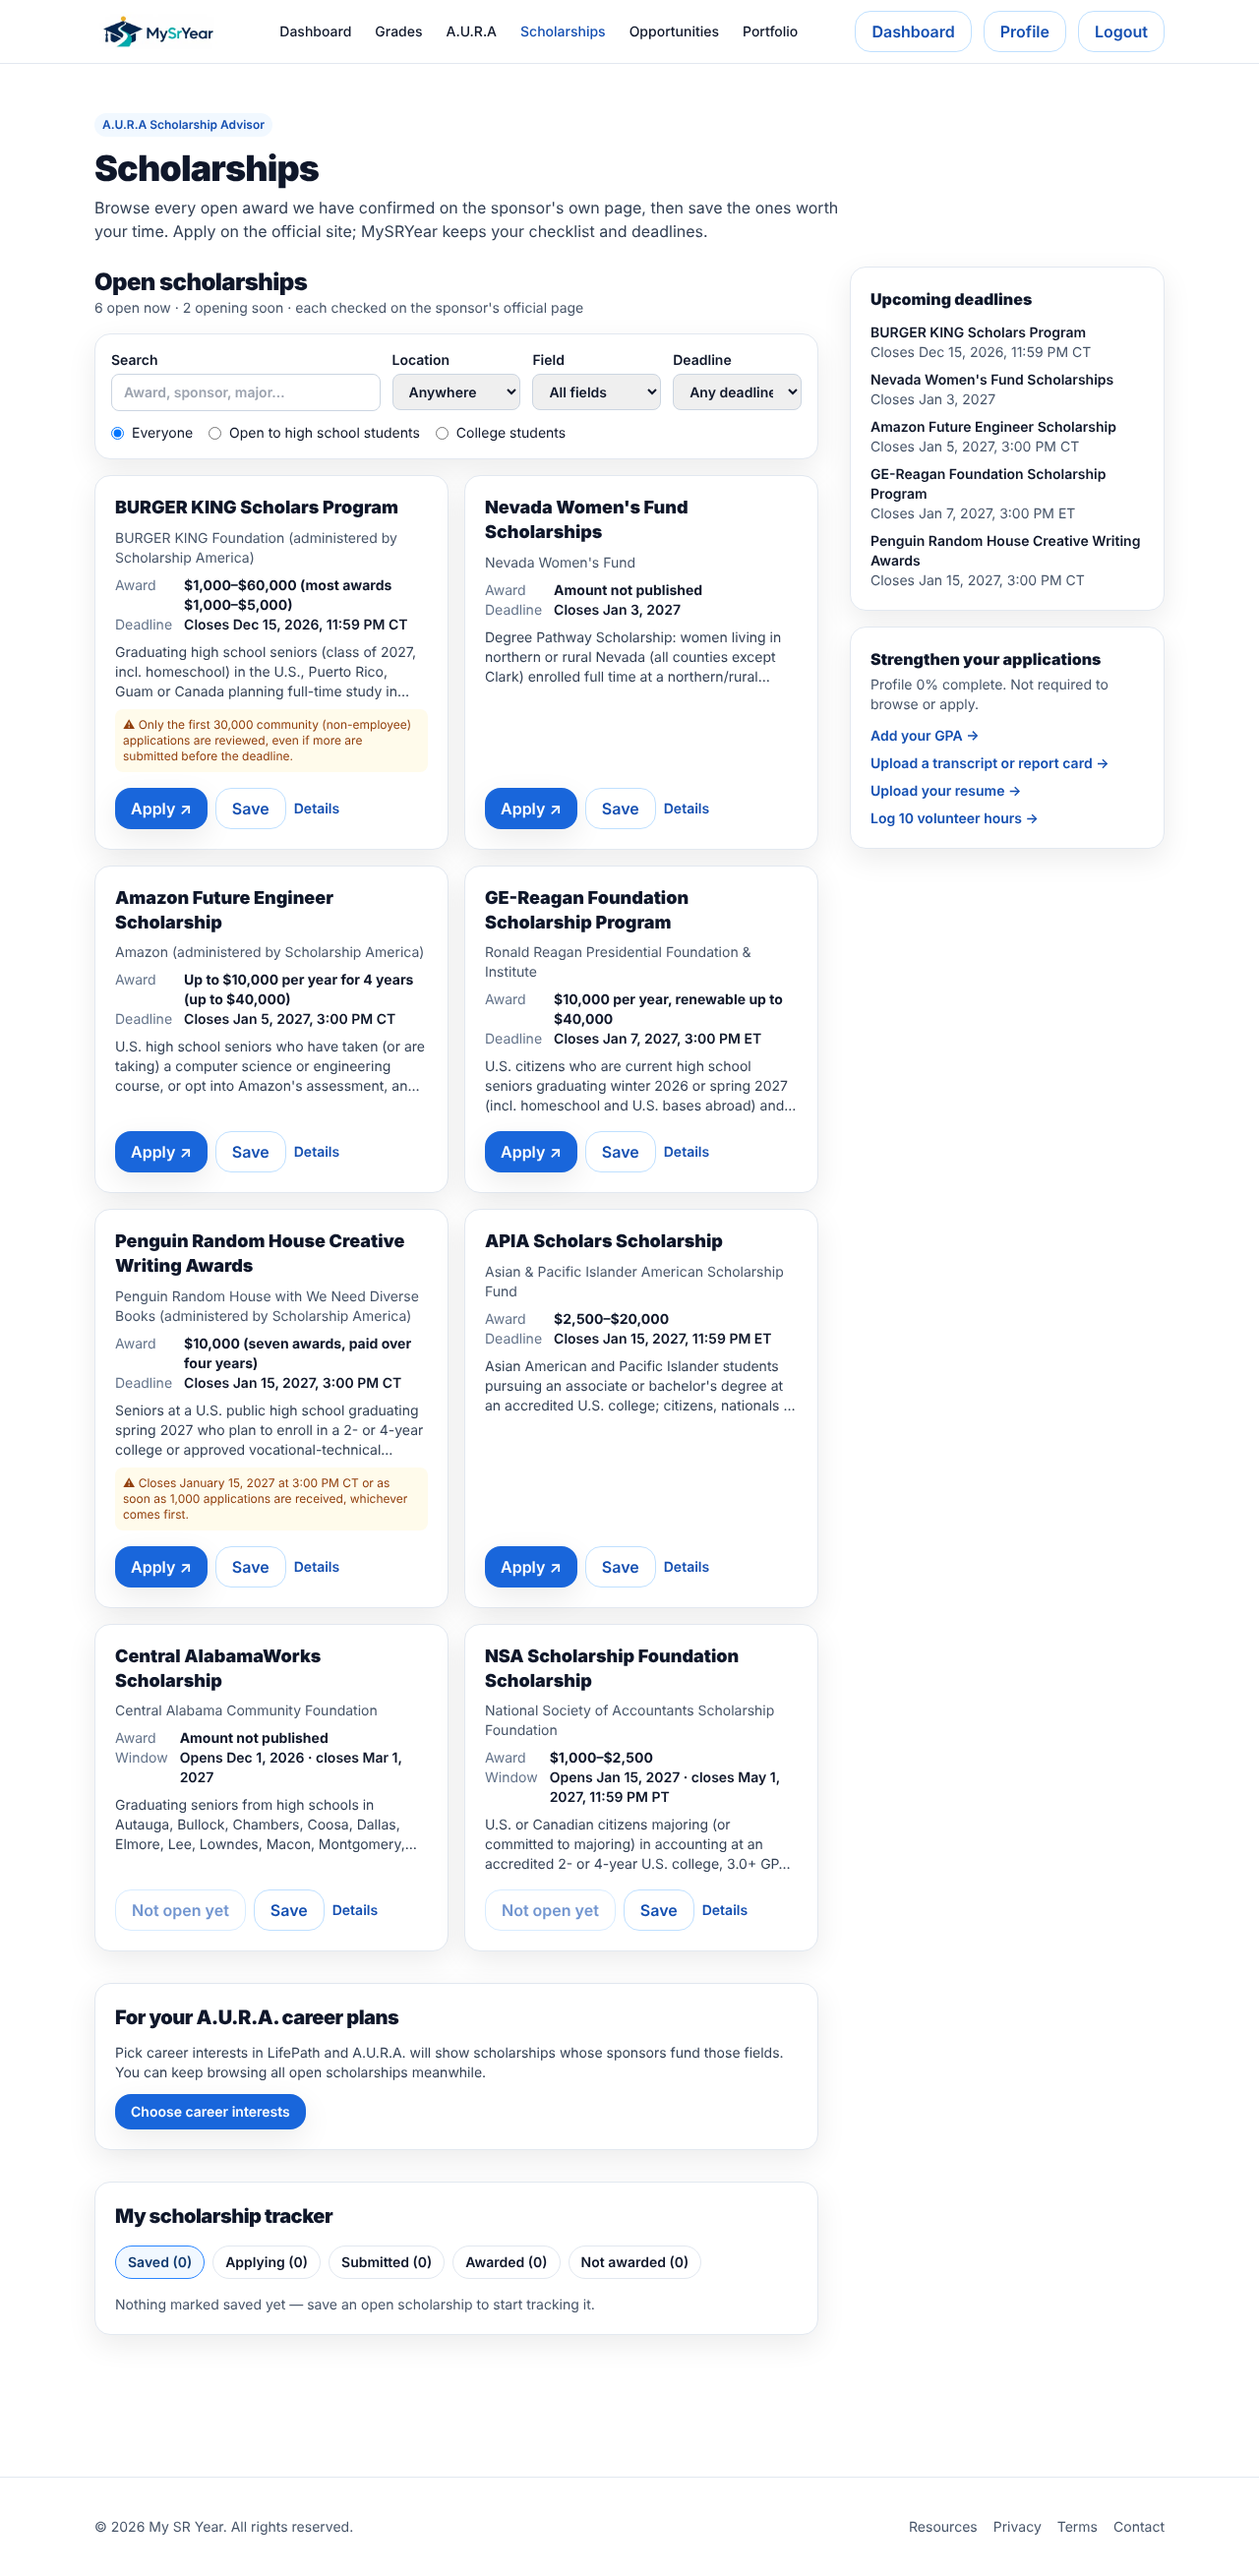 MySrYear
Dashboard
Grades
A.U.R.A
Scholarships
Opportunities
Portfolio
Dashboard
Profile
Logout
A.U.R.A Scholarship Advisor
Scholarships
Browse every open award we have confirmed on the sponsor's own page, then save the ones worth
your time. Apply on the official site; MySRYear keeps your checklist and deadlines.
Open scholarships
6 open now · 2 opening soon · each checked on the sponsor's official page
Search
Award, sponsor, major...
Location
Anywhere
Field
All fields
Deadline
Any deadline
Everyone
Open to high school students
College students
BURGER KING Scholars Program
BURGER KING Foundation (administered by
Scholarship America)
Award $1,000–$60,000 (most awards
$1,000–$5,000)
Deadline Closes Dec 15, 2026, 11:59 PM CT
Graduating high school seniors (class of 2027,
incl. homeschool) in the U.S., Puerto Rico,
Guam or Canada planning full-time study in...
⚠ Only the first 30,000 community (non-employee)
applications are reviewed, even if more are
submitted before the deadline.
Apply ↗ Save Details
Nevada Women's Fund
Scholarships
Nevada Women's Fund
Award Amount not published
Deadline Closes Jan 3, 2027
Degree Pathway Scholarship: women living in
northern or rural Nevada (all counties except
Clark) enrolled full time at a northern/rural...
Apply ↗ Save Details
Amazon Future Engineer
Scholarship
Amazon (administered by Scholarship America)
Award Up to $10,000 per year for 4 years
(up to $40,000)
Deadline Closes Jan 5, 2027, 3:00 PM CT
U.S. high school seniors who have taken (or are
taking) a computer science or engineering
course, or opt into Amazon's assessment, an...
Apply ↗ Save Details
GE-Reagan Foundation
Scholarship Program
Ronald Reagan Presidential Foundation &
Institute
Award $10,000 per year, renewable up to
$40,000
Deadline Closes Jan 7, 2027, 3:00 PM ET
U.S. citizens who are current high school
seniors graduating winter 2026 or spring 2027
(incl. homeschool and U.S. bases abroad) and...
Apply ↗ Save Details
Penguin Random House Creative
Writing Awards
Penguin Random House with We Need Diverse
Books (administered by Scholarship America)
Award $10,000 (seven awards, paid over
four years)
Deadline Closes Jan 15, 2027, 3:00 PM CT
Seniors at a U.S. public high school graduating
spring 2027 who plan to enroll in a 2- or 4-year
college or approved vocational-technical...
⚠ Closes January 15, 2027 at 3:00 PM CT or as
soon as 1,000 applications are received, whichever
comes first.
Apply ↗ Save Details
APIA Scholars Scholarship
Asian & Pacific Islander American Scholarship
Fund
Award $2,500–$20,000
Deadline Closes Jan 15, 2027, 11:59 PM ET
Asian American and Pacific Islander students
pursuing an associate or bachelor's degree at
an accredited U.S. college; citizens, nationals ...
Apply ↗ Save Details
Central AlabamaWorks
Scholarship
Central Alabama Community Foundation
Award Amount not published
Window Opens Dec 1, 2026 · closes Mar 1,
2027
Graduating seniors from high schools in
Autauga, Bullock, Chambers, Coosa, Dallas,
Elmore, Lee, Lowndes, Macon, Montgomery,...
Not open yet Save Details
NSA Scholarship Foundation
Scholarship
National Society of Accountants Scholarship
Foundation
Award $1,000–$2,500
Window Opens Jan 15, 2027 · closes May 1,
2027, 11:59 PM PT
U.S. or Canadian citizens majoring (or
committed to majoring) in accounting at an
accredited 2- or 4-year U.S. college, 3.0+ GP...
Not open yet Save Details
For your A.U.R.A. career plans
Pick career interests in LifePath and A.U.R.A. will show scholarships whose sponsors fund those fields.
You can keep browsing all open scholarships meanwhile.
Choose career interests
My scholarship tracker
Saved (0) Applying (0) Submitted (0) Awarded (0) Not awarded (0)
Nothing marked saved yet — save an open scholarship to start tracking it.
Upcoming deadlines
BURGER KING Scholars Program
Closes Dec 15, 2026, 11:59 PM CT
Nevada Women's Fund Scholarships
Closes Jan 3, 2027
Amazon Future Engineer Scholarship
Closes Jan 5, 2027, 3:00 PM CT
GE-Reagan Foundation Scholarship
Program
Closes Jan 7, 2027, 3:00 PM ET
Penguin Random House Creative Writing
Awards
Closes Jan 15, 2027, 3:00 PM CT
Strengthen your applications
Profile 0% complete. Not required to
browse or apply.
Add your GPA →
Upload a transcript or report card →
Upload your resume →
Log 10 volunteer hours →
© 2026 My SR Year. All rights reserved.
Resources Privacy Terms Contact